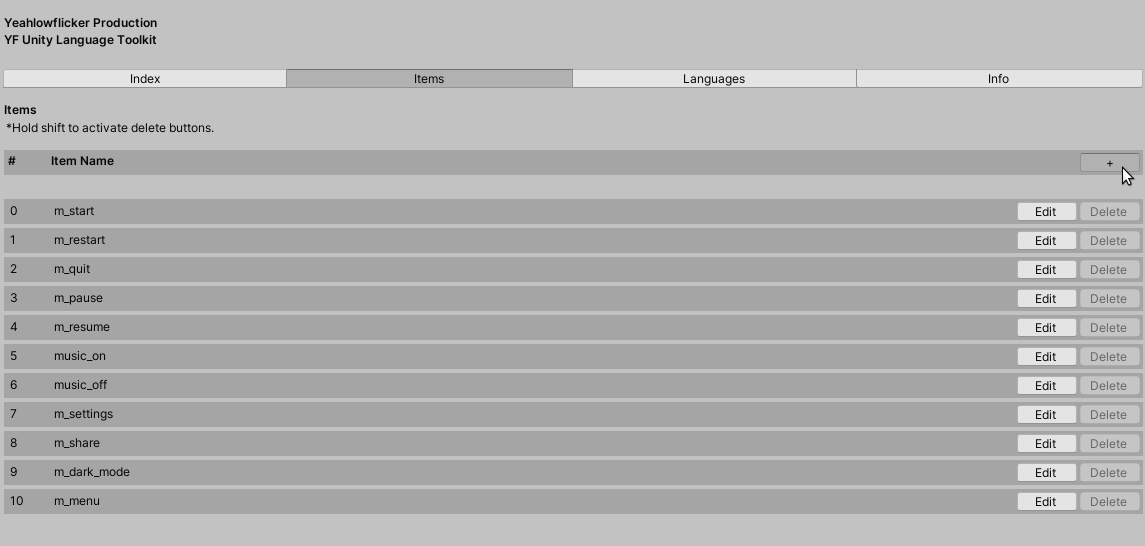 Yeahlowflicker Production
YF Unity Language Toolkit
Index Items Languages Info
Items
*Hold shift to activate delete buttons.
# Item Name +
0 m_start Edit Delete
1 m_restart Edit Delete
2 m_quit Edit Delete
3 m_pause Edit Delete
4 m_resume Edit Delete
5 music_on Edit Delete
6 music_off Edit Delete
7 m_settings Edit Delete
8 m_share Edit Delete
9 m_dark_mode Edit Delete
10 m_menu Edit Delete